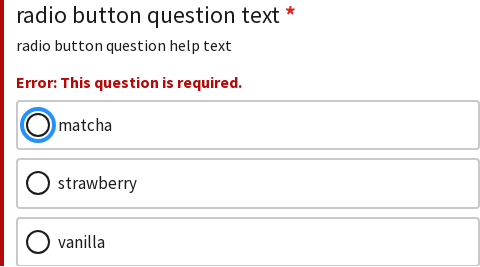 radio button question text *
radio button question help text
Error: This question is required.
matcha
strawberry
vanilla